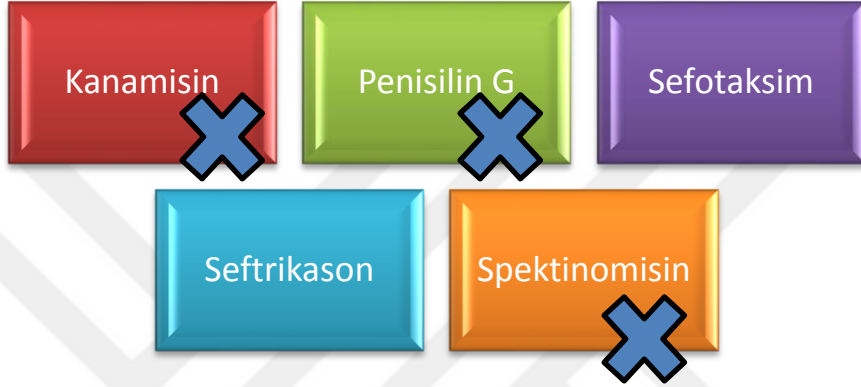 Kanamisin
Penisilin G
Sefotaksim
Seftrikason
Spektinomisin